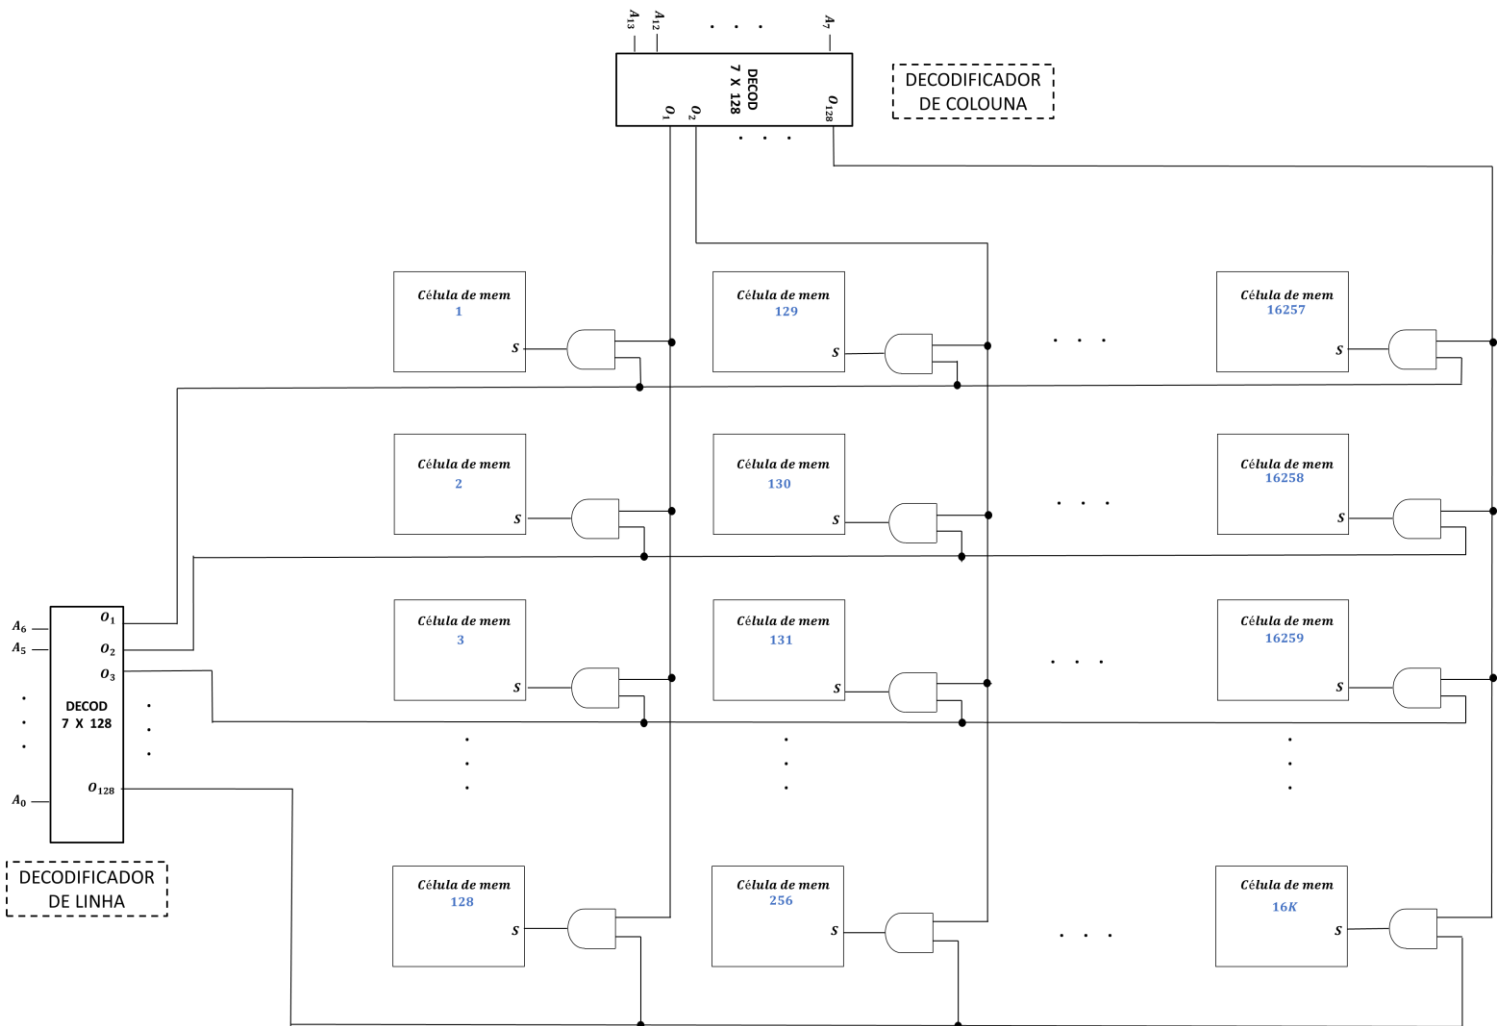 A13 A12 . . . A7
DECOD
7 X 128
O1 O2 O128
. . .
DECODIFICADOR
DE COLOUNA
Célula de mem
1
S
Célula de mem
129
S
. . .
Célula de mem
16257
S
Célula de mem
2
S
Célula de mem
130
S
. . .
Célula de mem
16258
S
Célula de mem
3
S
Célula de mem
131
S
. . .
Célula de mem
16259
S
A6
A5
.
.
.
A0
O1
O2
O3
DECOD
7 X 128
O128
.
.
.
DECODIFICADOR
DE LINHA
Célula de mem
128
S
Célula de mem
256
S
. . .
Célula de mem
16K
S